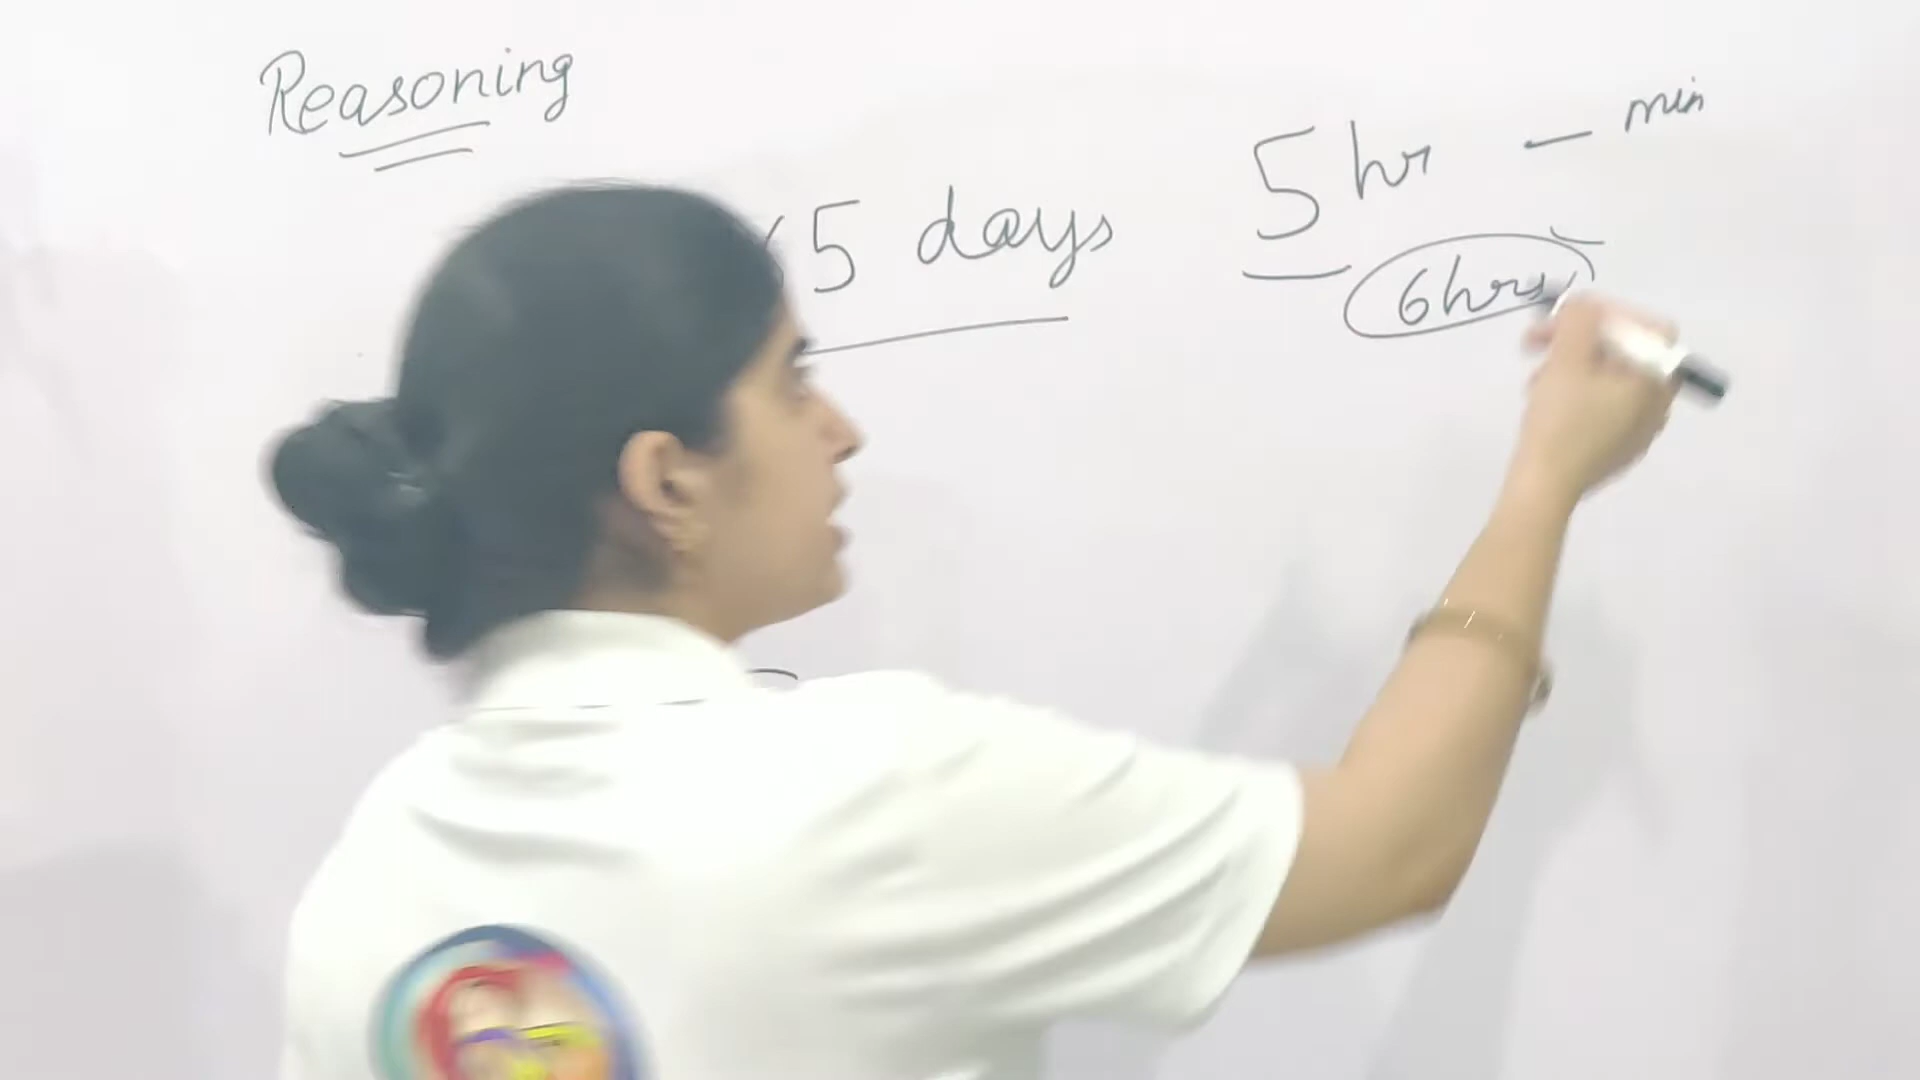 Reasoning
5 days 5 hr — min
6 hrs